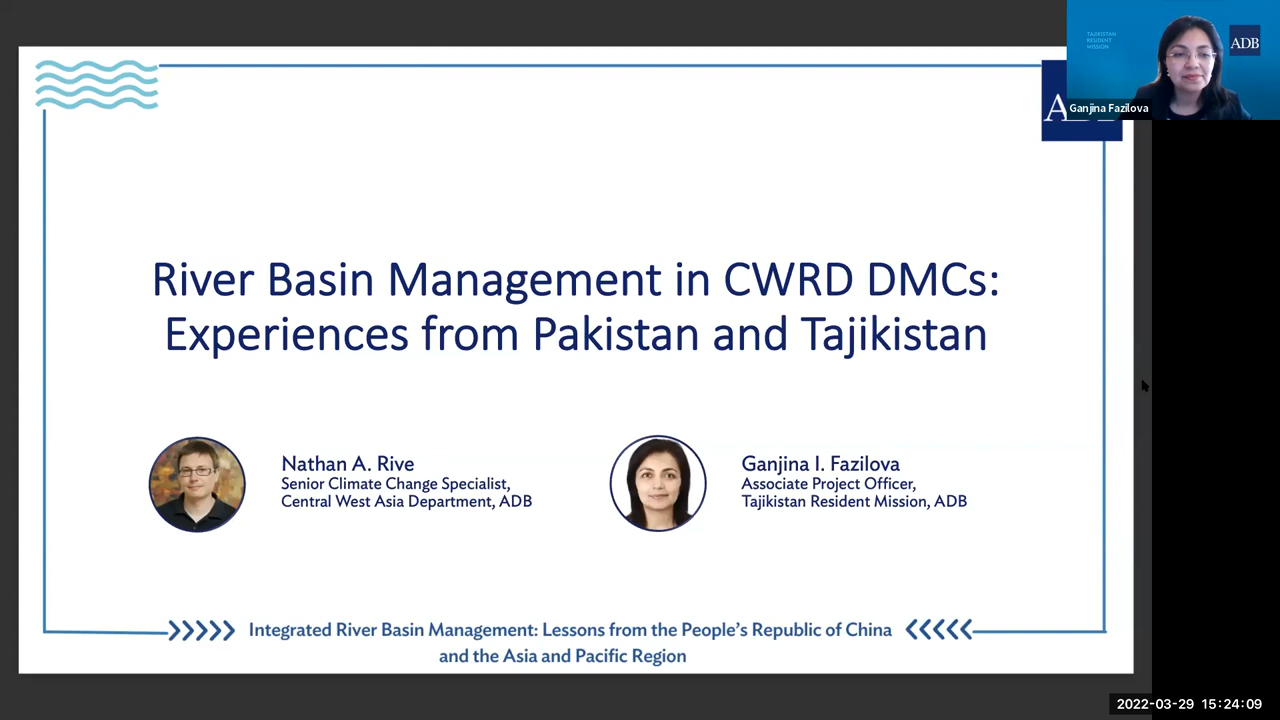 TAJIKISTAN
RESIDENT
MISSION
ADB
Ganjina Fazilova
River Basin Management in CWRD DMCs:
Experiences from Pakistan and Tajikistan
Nathan A. Rive
Senior Climate Change Specialist,
Central West Asia Department, ADB
Ganjina I. Fazilova
Associate Project Officer,
Tajikistan Resident Mission, ADB
Integrated River Basin Management: Lessons from the People's Republic of China
and the Asia and Pacific Region
2022-03-29 15:24:09